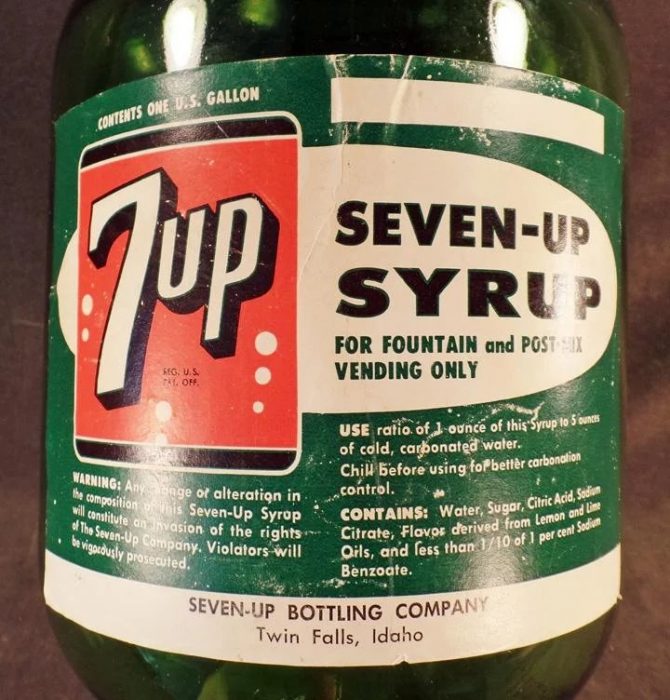 CONTENTS ONE U.S. GALLON
7up
REG. U.S.
PAT. OFF.
SEVEN-UP
SYRUP
FOR FOUNTAIN and POST-MIX
VENDING ONLY
USE ratio of 1 ounce of this Syrup to 5 ounces
of cold, carbonated water.
Chill before using for better carbonation
control.
CONTAINS: Water, Sugar, Citric Acid, Sodium
Citrate, Flavor derived from Lemon and Lime
Oils, and less than 1/10 of 1 per cent Sodium
Benzoate.
WARNING: Any change or alteration in
the composition of this Seven-Up Syrup
will constitute an invasion of the rights
of The Seven-Up Company. Violators will
be vigorously prosecuted.
SEVEN-UP BOTTLING COMPANY
Twin Falls, Idaho